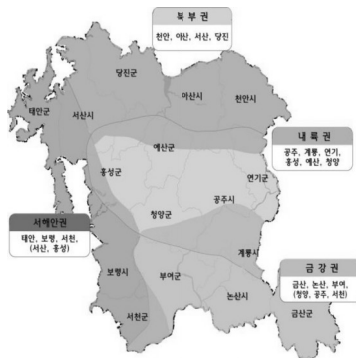 북부권
천안, 아산, 서산, 당진
당진군
아산시
천안시
태안군
서산시
내륙권
공주, 계룡, 연기,
홍성, 예산, 청양
예산군
홍성군
연기군
공주시
청양군
서해안권
태안, 보령, 서천,
(서산, 홍성)
계룡시
보령시
부여군
금강권
금산, 논산, 부여,
(청양, 공주, 서천)
논산시
서천군
금산군